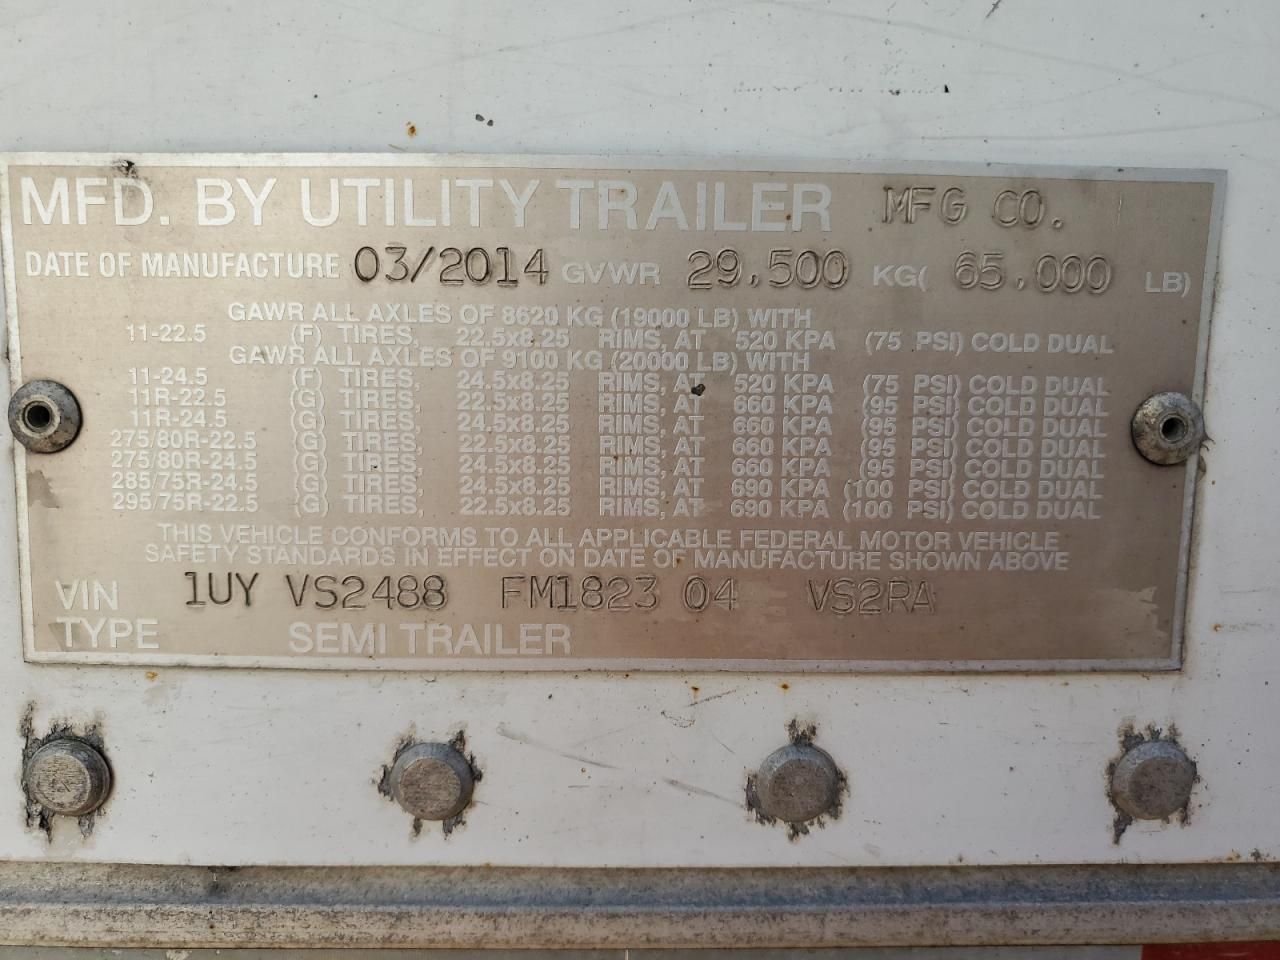 MFD. BY UTILITY TRAILER MFG CO.
DATE OF MANUFACTURE 03/2014 GVWR 29,500 KG( 65,000 LB)
GAWR ALL AXLES OF 8620 KG (19000 LB) WITH
11-22.5 (F) TIRES, 22.5x8.25 RIMS, AT 520 KPA (75 PSI) COLD DUAL
GAWR ALL AXLES OF 9100 KG (20000 LB) WITH
11-24.5 (F) TIRES, 24.5x8.25 RIMS, AT 520 KPA (75 PSI) COLD DUAL
11R-22.5 (G) TIRES, 22.5x8.25 RIMS, AT 660 KPA (95 PSI) COLD DUAL
11R-24.5 (G) TIRES, 24.5x8.25 RIMS, AT 660 KPA (95 PSI) COLD DUAL
275/80R-22.5 (G) TIRES, 22.5x8.25 RIMS, AT 660 KPA (95 PSI) COLD DUAL
275/80R-24.5 (G) TIRES, 24.5x8.25 RIMS, AT 660 KPA (95 PSI) COLD DUAL
285/75R-24.5 (G) TIRES, 24.5x8.25 RIMS, AT 690 KPA (100 PSI) COLD DUAL
295/75R-22.5 (G) TIRES, 22.5x8.25 RIMS, AT 690 KPA (100 PSI) COLD DUAL
THIS VEHICLE CONFORMS TO ALL APPLICABLE FEDERAL MOTOR VEHICLE
SAFETY STANDARDS IN EFFECT ON DATE OF MANUFACTURE SHOWN ABOVE
VIN 1UY VS2488 FM1823 04 VS2RA
TYPE SEMI TRAILER